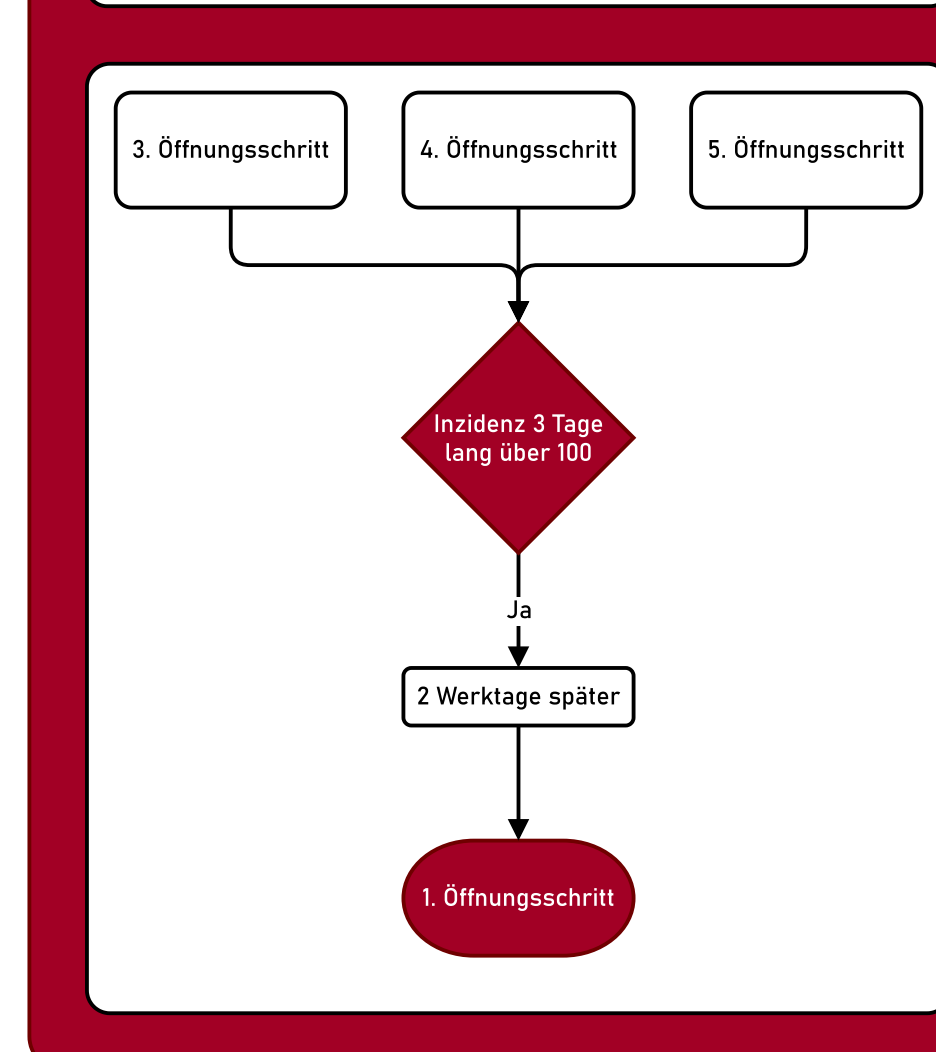 3. Öffnungsschritt
4. Öffnungsschritt
5. Öffnungsschritt
Inzidenz 3 Tage
lang über 100
Ja
2 Werktage später
1. Öffnungsschritt